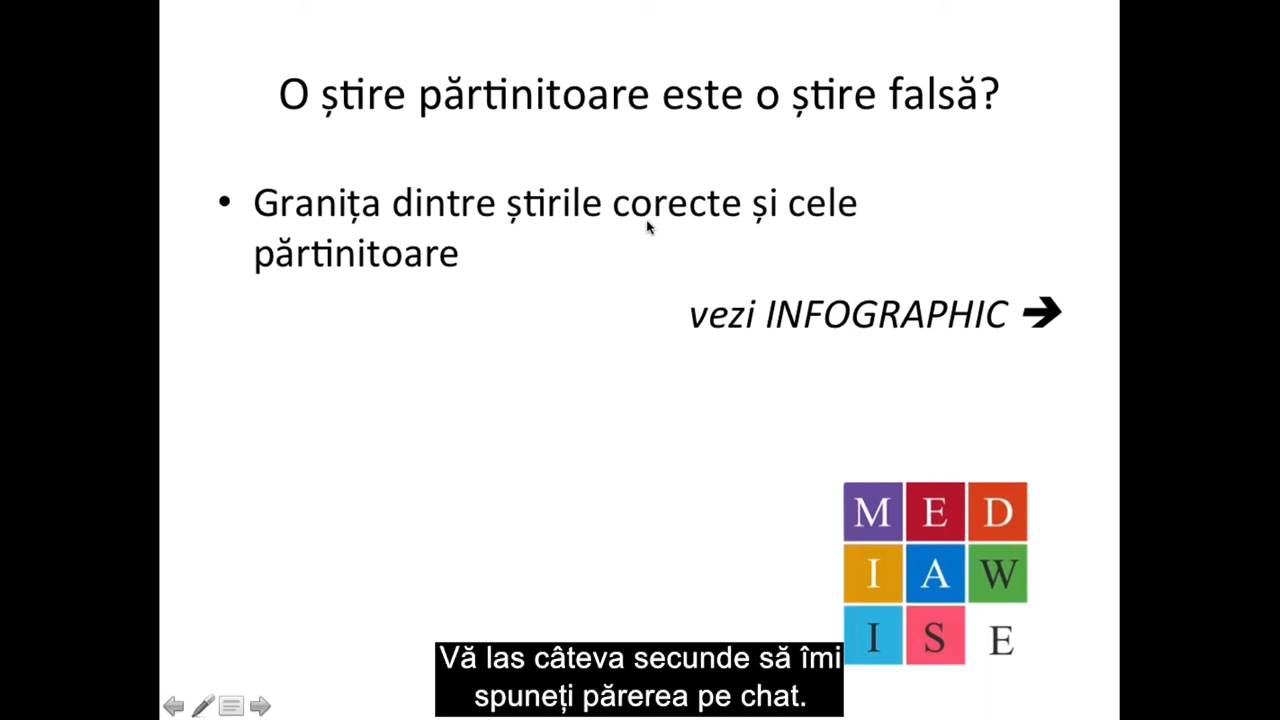 O știre părtinitoare este o știre falsă?
• Granița dintre știrile corecte și cele
părtinitoare
vezi INFOGRAPHIC ➔
M E D
I A W
I S E
Vă las câteva secunde să îmi
spuneți părerea pe chat.